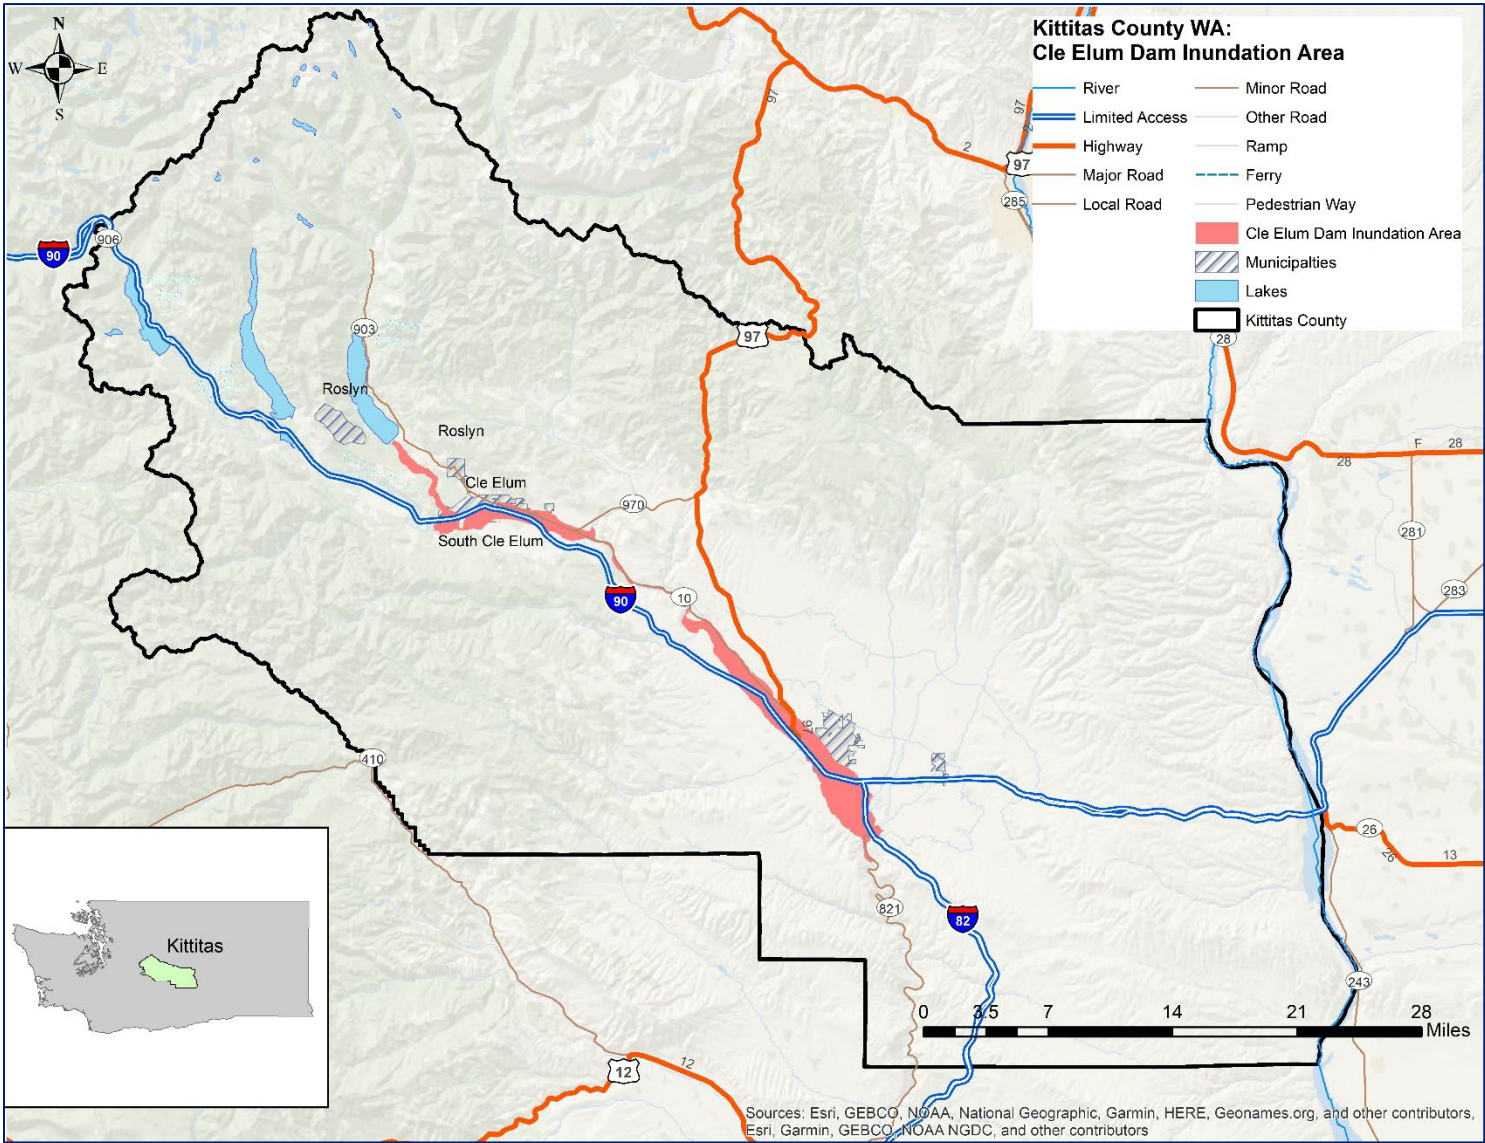 Kittitas County WA:
Cle Elum Dam Inundation Area
River
Limited Access
Highway
Major Road
Local Road
Minor Road
Other Road
Ramp
Ferry
Pedestrian Way
Cle Elum Dam Inundation Area
Municipalties
Lakes
Kittitas County
N
W
E
S
97
97
2
2
97
285
90
906
903
97
28
Roslyn
Roslyn
F
28
28
Cle Elum
970
281
South Cle Elum
283
90
10
97
410
26
26
13
821
82
Kittitas
243
0
3.5
7
14
21
28
Miles
12
12
Sources: Esri, GEBCO, NOAA, National Geographic, Garmin, HERE, Geonames.org, and other contributors,
Esri, Garmin, GEBCO, NOAA NGDC, and other contributors